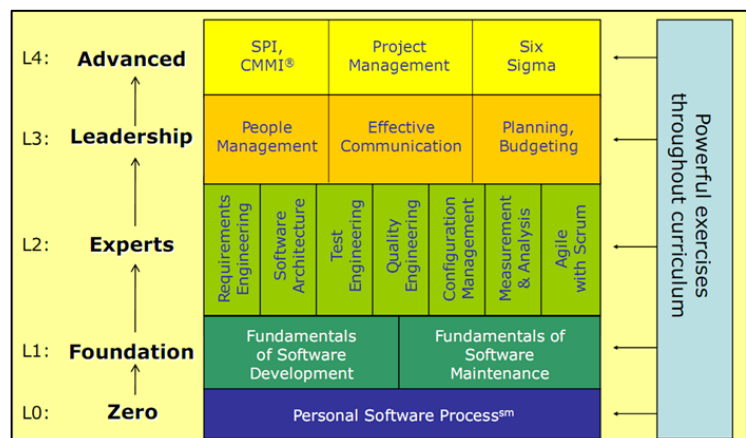 L4:
Advanced
SPI,
CMMI®
Project
Management
Six
Sigma
L3:
Leadership
People
Management
Effective
Communication
Planning,
Budgeting
L2:
Experts
Requirements
Engineering
Software
Architecture
Test
Engineering
Quality
Engineering
Configuration
Management
Measurement
& Analysis
Agile
with Scrum
L1:
Foundation
Fundamentals
of Software
Development
Fundamentals of
Software
Maintenance
L0:
Zero
Personal Software Process℠
Powerful exercises
throughout curriculum